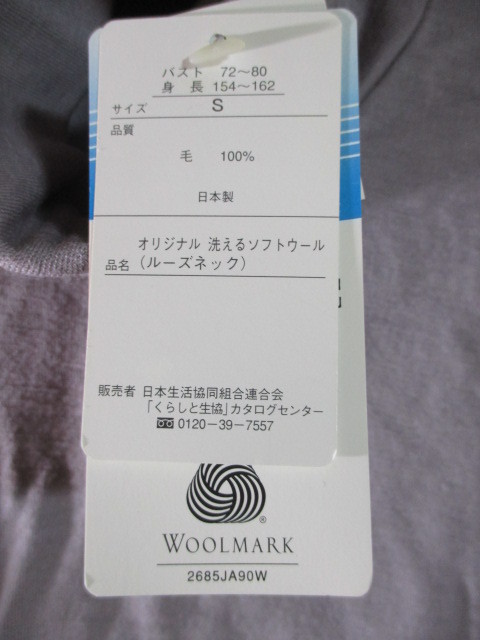 バスト 72〜80
身 長 154〜162
サイズ S
品質
毛 100%
日本製
オリジナル 洗えるソフトウール
品名 (ルーズネック)
販売者 日本生活協同組合連合会
「くらしと生協」カタログセンター
0120-39-7557
®
WOOLMARK
2685JA90W